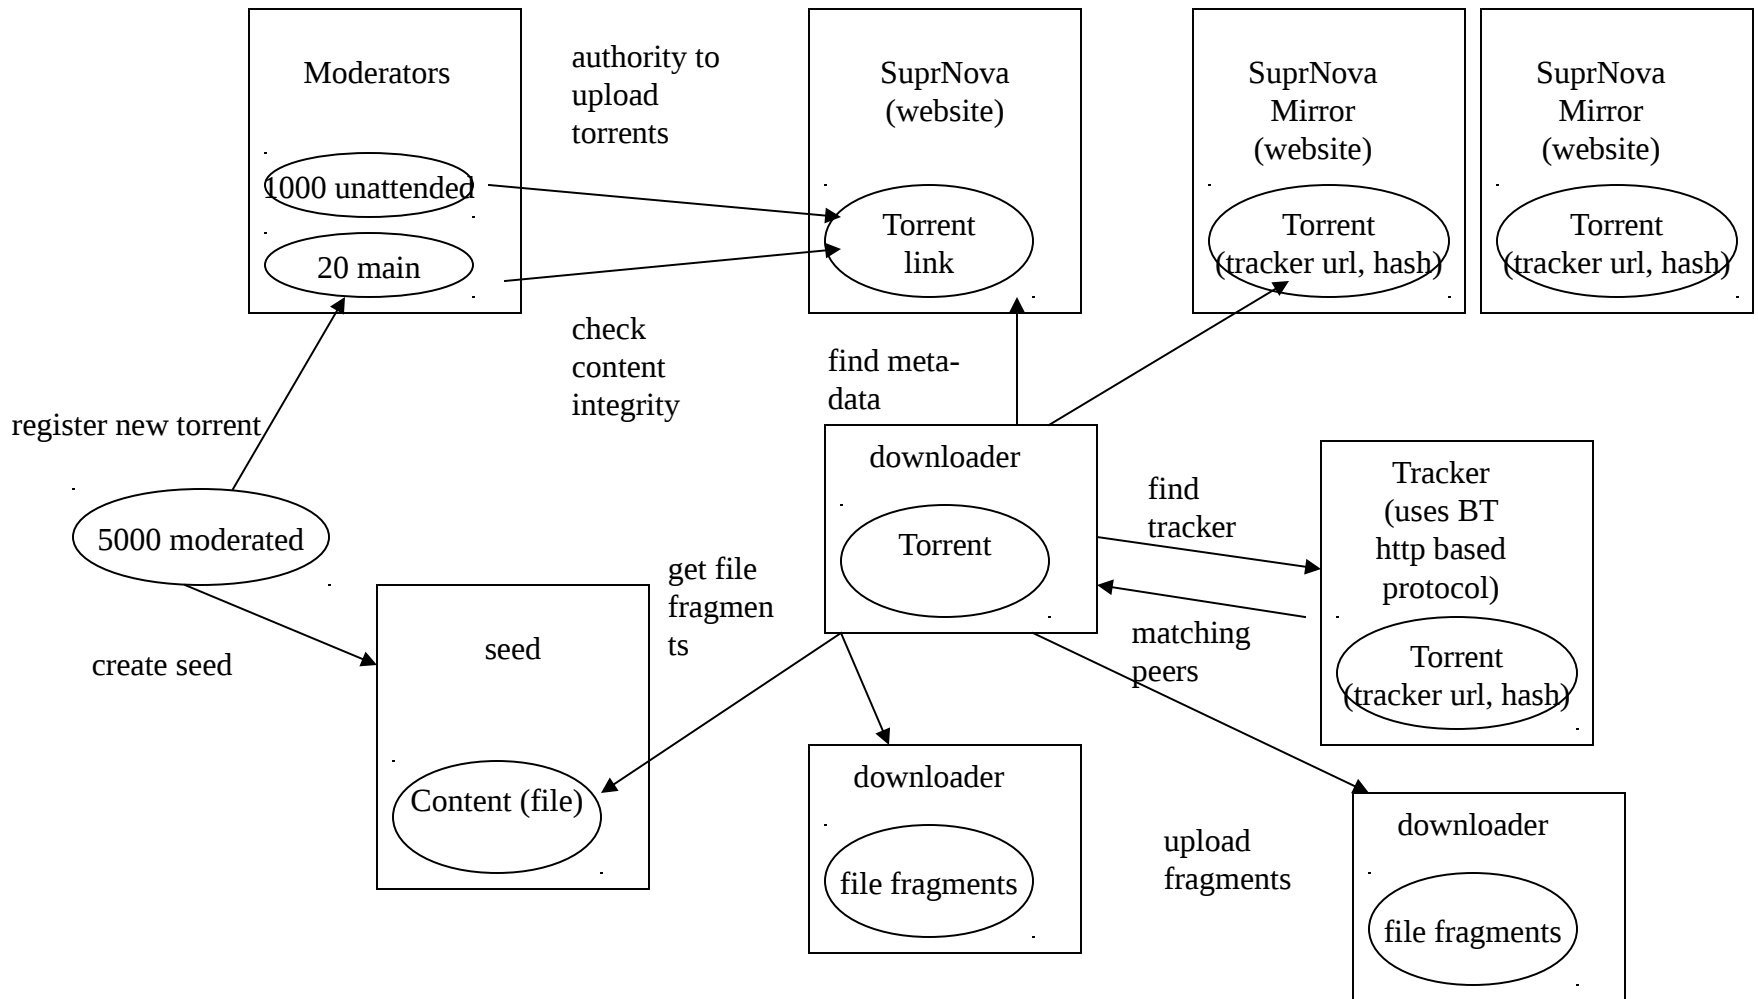 Moderators
1000 unattended
20 main
authority to
upload
torrents
check
content
integrity
SuprNova
(website)
Torrent
link
SuprNova
Mirror
(website)
Torrent
(tracker url, hash)
SuprNova
Mirror
(website)
Torrent
(tracker url, hash)
register new torrent
5000 moderated
create seed
seed
Content (file)
get file
fragmen
ts
find meta-
data
downloader
Torrent
find
tracker
matching
peers
Tracker
(uses BT
http based
protocol)
Torrent
(tracker url, hash)
downloader
file fragments
upload
fragments
downloader
file fragments